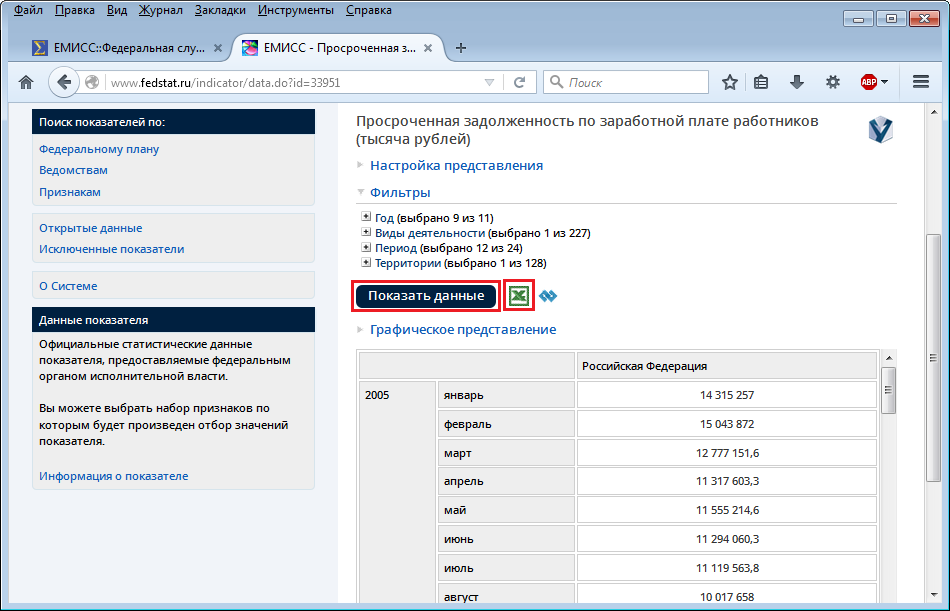 Файл Правка Вид Журнал Закладки Инструменты Справка
ЕМИСС::Федеральная слу...
ЕМИСС - Просроченная з...
www.fedstat.ru/indicator/data.do?id=33951
Поиск
ABP
Поиск показателей по:
Федеральному плану
Ведомствам
Признакам
Открытые данные
Исключенные показатели
О Системе
Данные показателя
Официальные статистические данные
показателя, предоставляемые федеральным
органом исполнительной власти.
Вы можете выбрать набор признаков по
которым будет произведен отбор значений
показателя.
Информация о показателе
Просроченная задолженность по заработной плате работников
(тысяча рублей)
Настройка представления
Фильтры
Год (выбрано 9 из 11)
Виды деятельности (выбрано 1 из 227)
Период (выбрано 12 из 24)
Территории (выбрано 1 из 128)
Показать данные
Графическое представление
Российская Федерация
2005 январь 14 315 257
февраль 15 043 872
март 12 777 151,6
апрель 11 317 603,3
май 11 555 214,6
июнь 11 294 060,3
июль 11 119 563,8
август 10 017 658